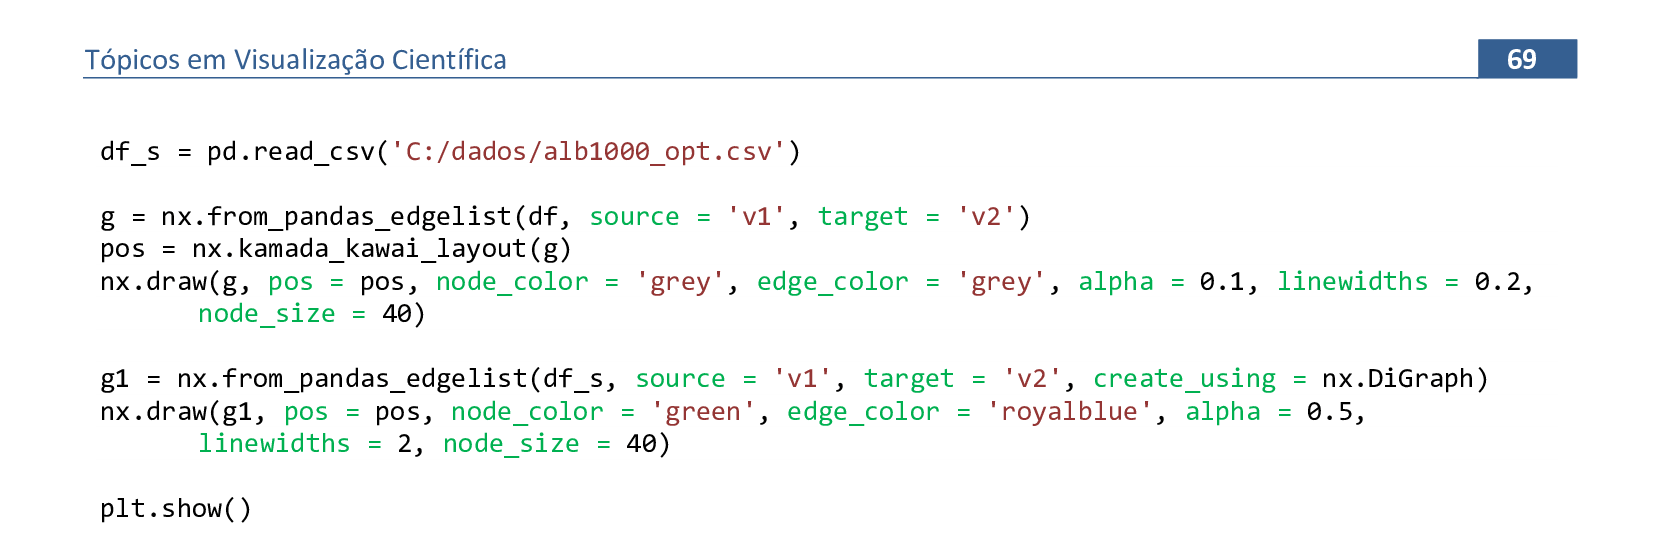 Tópicos em Visualização Científica 69
df_s = pd.read_csv('C:/dados/alb1000_opt.csv')
g = nx.from_pandas_edgelist(df, source = 'v1', target = 'v2')
pos = nx.kamada_kawai_layout(g)
nx.draw(g, pos = pos, node_color = 'grey', edge_color = 'grey', alpha = 0.1, linewidths = 0.2,
node_size = 40)
g1 = nx.from_pandas_edgelist(df_s, source = 'v1', target = 'v2', create_using = nx.DiGraph)
nx.draw(g1, pos = pos, node_color = 'green', edge_color = 'royalblue', alpha = 0.5,
linewidths = 2, node_size = 40)
plt.show()